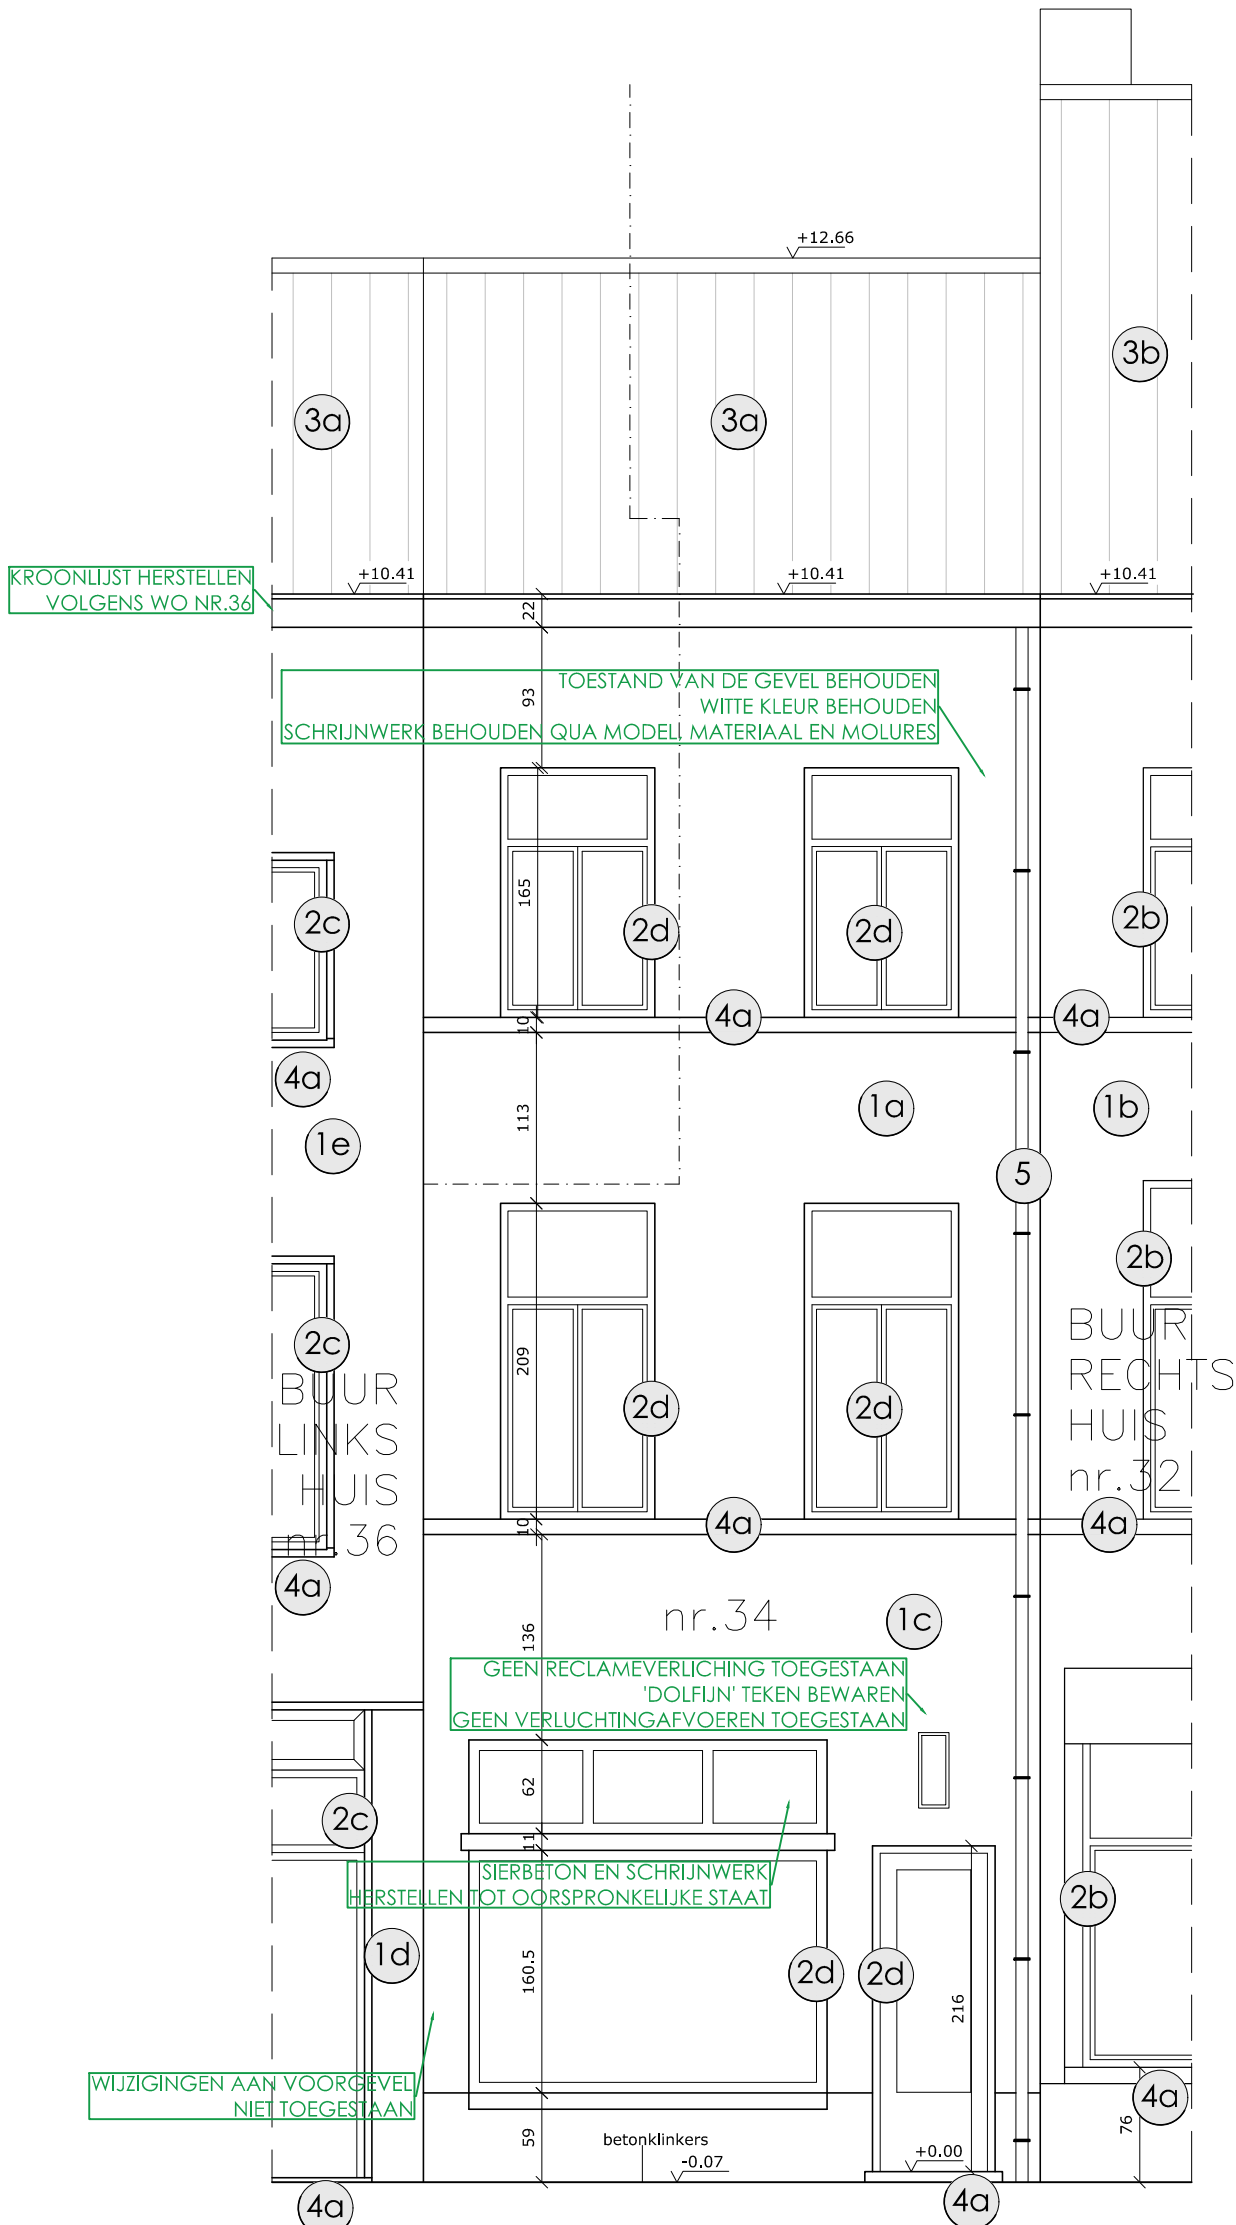 +12.66
3b
3a
3a
+10.41
+10.41
+10.41
KROONLIJST HERSTELLEN
VOLGENS WO NR.36
22
TOESTAND VAN DE GEVEL BEHOUDEN
WITTE KLEUR BEHOUDEN
SCHRIJNWERK BEHOUDEN QUA MODEL, MATERIAAL EN MOLURES
93
165
2c
2d
2d
2b
10
4a
4a
4a
113
1a
1b
1e
5
2b
209
2c
2d
2d
BUUR
LINKS
HUIS
nr.36
BUUR
RECHTS
HUIS
nr.32
10
4a
4a
4a
136
nr.34
1c
GEEN RECLAMEVERLICHING TOEGESTAAN
'DOLFIJN' TEKEN BEWAREN
GEEN VERLUCHTINGAFVOEREN TOEGESTAAN
62
2c
11
SIERBETON EN SCHRIJNWERK
HERSTELLEN TOT OORSPRONKELIJKE STAAT
2b
1d
160.5
2d
2d
216
WIJZIGINGEN AAN VOORGEVEL
NIET TOEGESTAAN
4a
76
59
betonklinkers
-0.07
+0.00
4a
4a